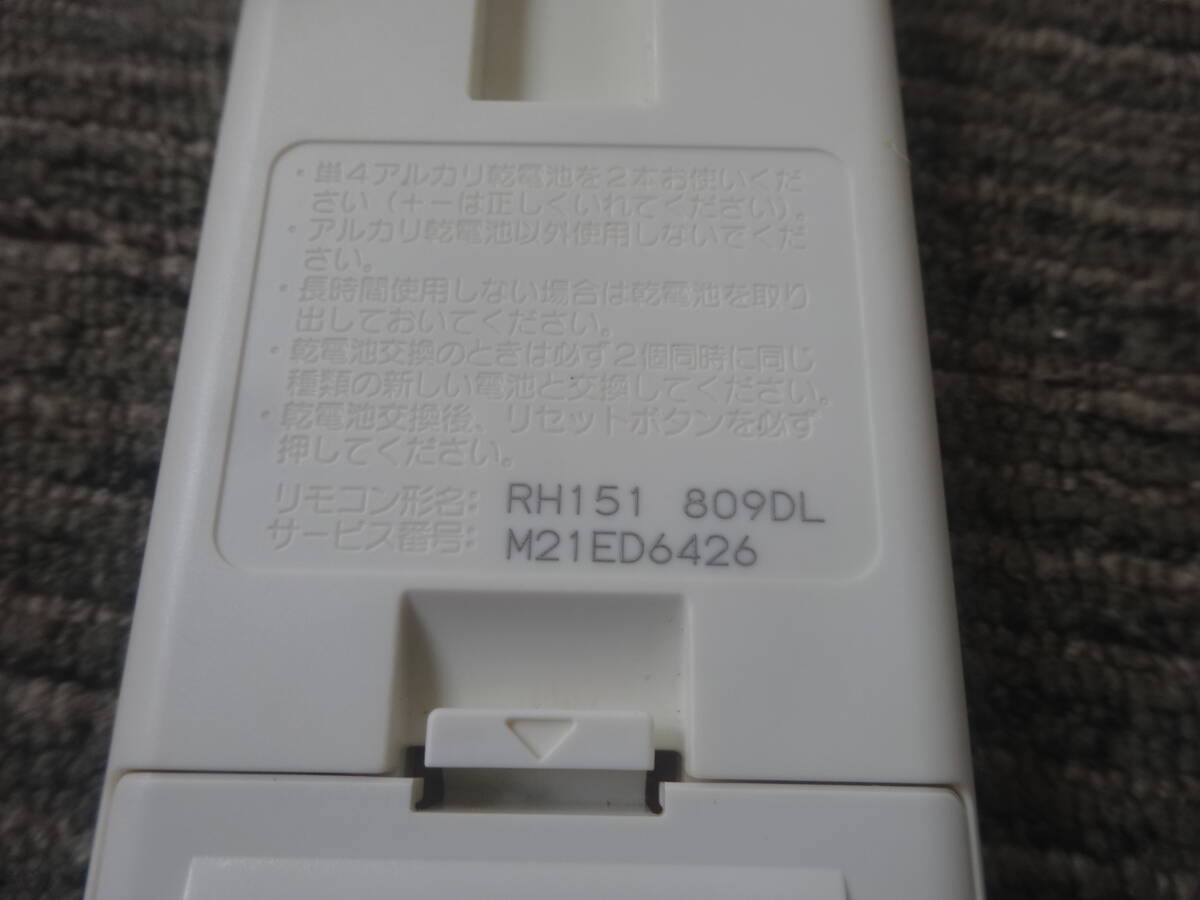 ・単4アルカリ乾電池を2本お使いくだ
さい(+−は正しくいれてください)。
・アルカリ乾電池以外使用しないでくだ
さい。
・長時間使用しない場合は乾電池を取り
出しておいてください。
・乾電池交換のときは必ず2個同時に同じ
種類の新しい電池と交換してください。
・乾電池交換後、リセットボタンを必ず
押してください。
リモコン形名: RH151 809DL
サービス番号: M21ED6426